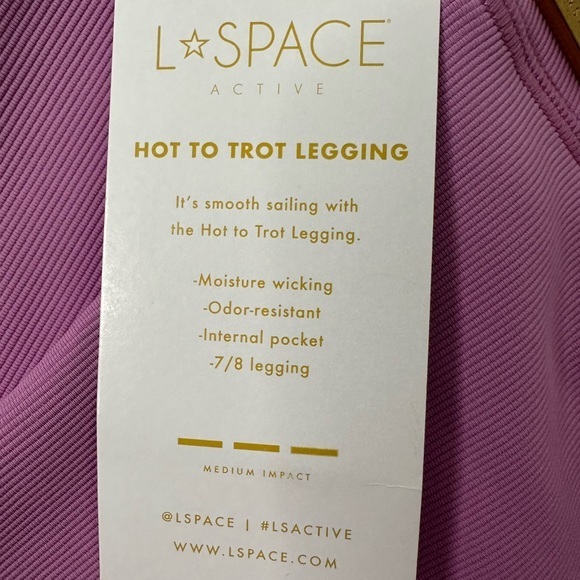 L☆SPACE®
ACTIVE
HOT TO TROT LEGGING
It's smooth sailing with
the Hot to Trot Legging.
-Moisture wicking
-Odor-resistant
-Internal pocket
-7/8 legging
MEDIUM IMPACT
@LSPACE | #LSACTIVE
WWW.LSPACE.COM